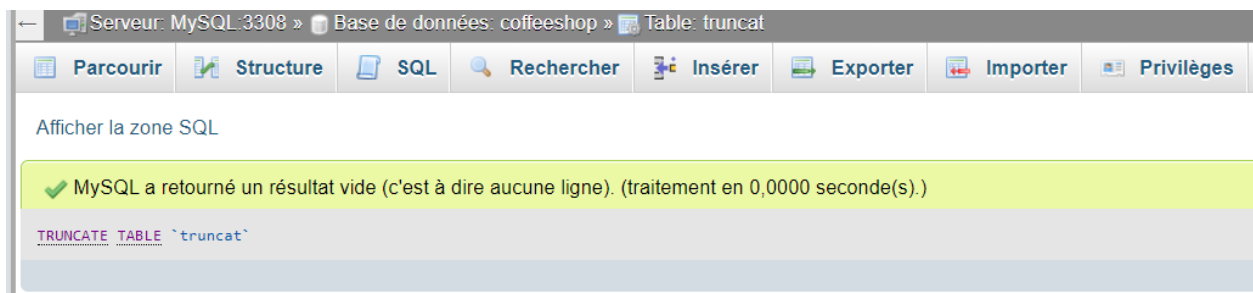 ← Serveur: MySQL:3308 » Base de données: coffeeshop » Table: truncat
Parcourir Structure SQL Rechercher Insérer Exporter Importer Privilèges
Afficher la zone SQL
MySQL a retourné un résultat vide (c'est à dire aucune ligne). (traitement en 0,0000 seconde(s).)
TRUNCATE TABLE `truncat`